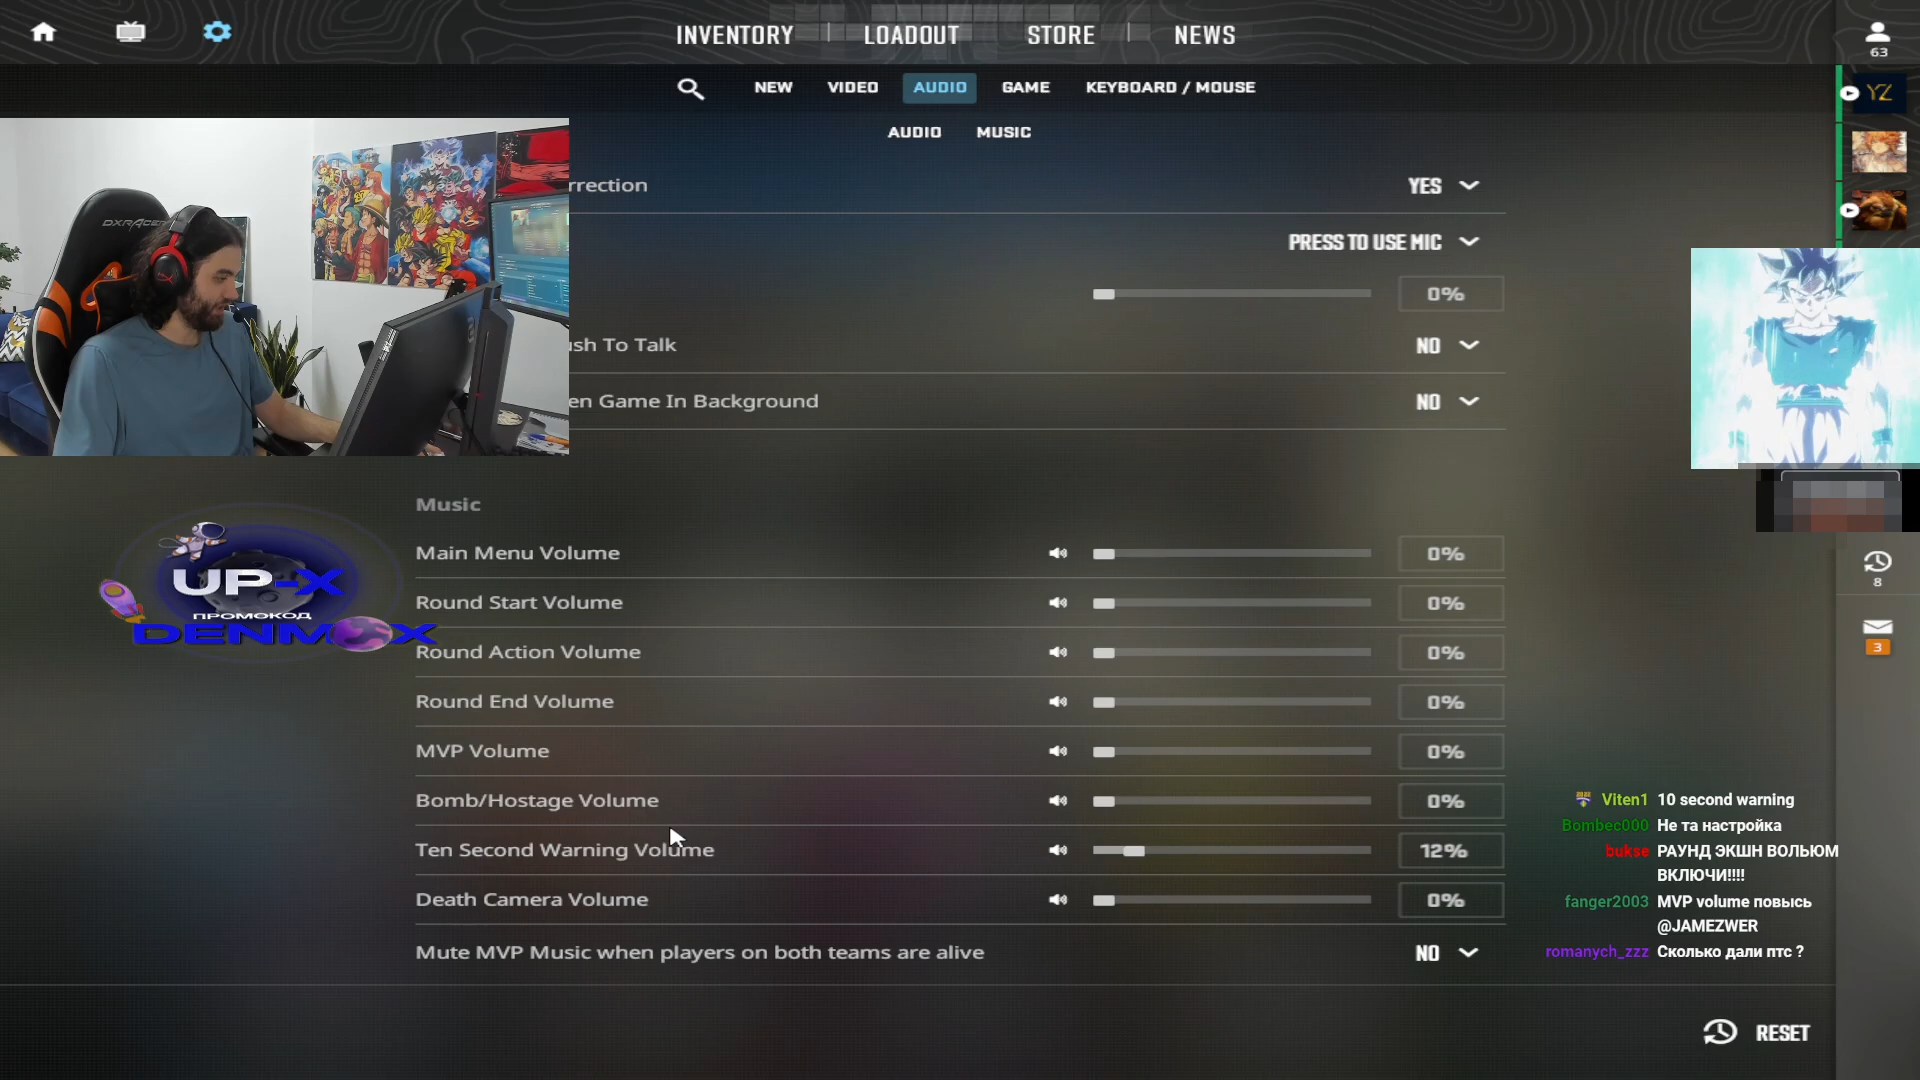 INVENTORY
LOADOUT
STORE
NEWS
63
NEW
VIDEO
AUDIO
GAME
KEYBOARD / MOUSE
YZ
AUDIO
MUSIC
rrection
YES
DXRACER
PRESS TO USE MIC
0%
ush To Talk
NO
en Game In Background
NO
Music
Main Menu Volume
0%
8
UP-X
ПРОМОКОД
DENMOX
Round Start Volume
0%
3
Round Action Volume
0%
Round End Volume
0%
MVP Volume
0%
Bomb/Hostage Volume
0%
Ten Second Warning Volume
12%
Death Camera Volume
0%
Mute MVP Music when players on both teams are alive
NO
Viten1 10 second warning
Bombec000 Не та настройка
bukse РАУНД ЭКШН ВОЛЬЮМ
ВКЛЮЧИ!!!!
fanger2003 MVP volume повысь
@JAMEZWER
romanych_zzz Сколько дали птс ?
RESET